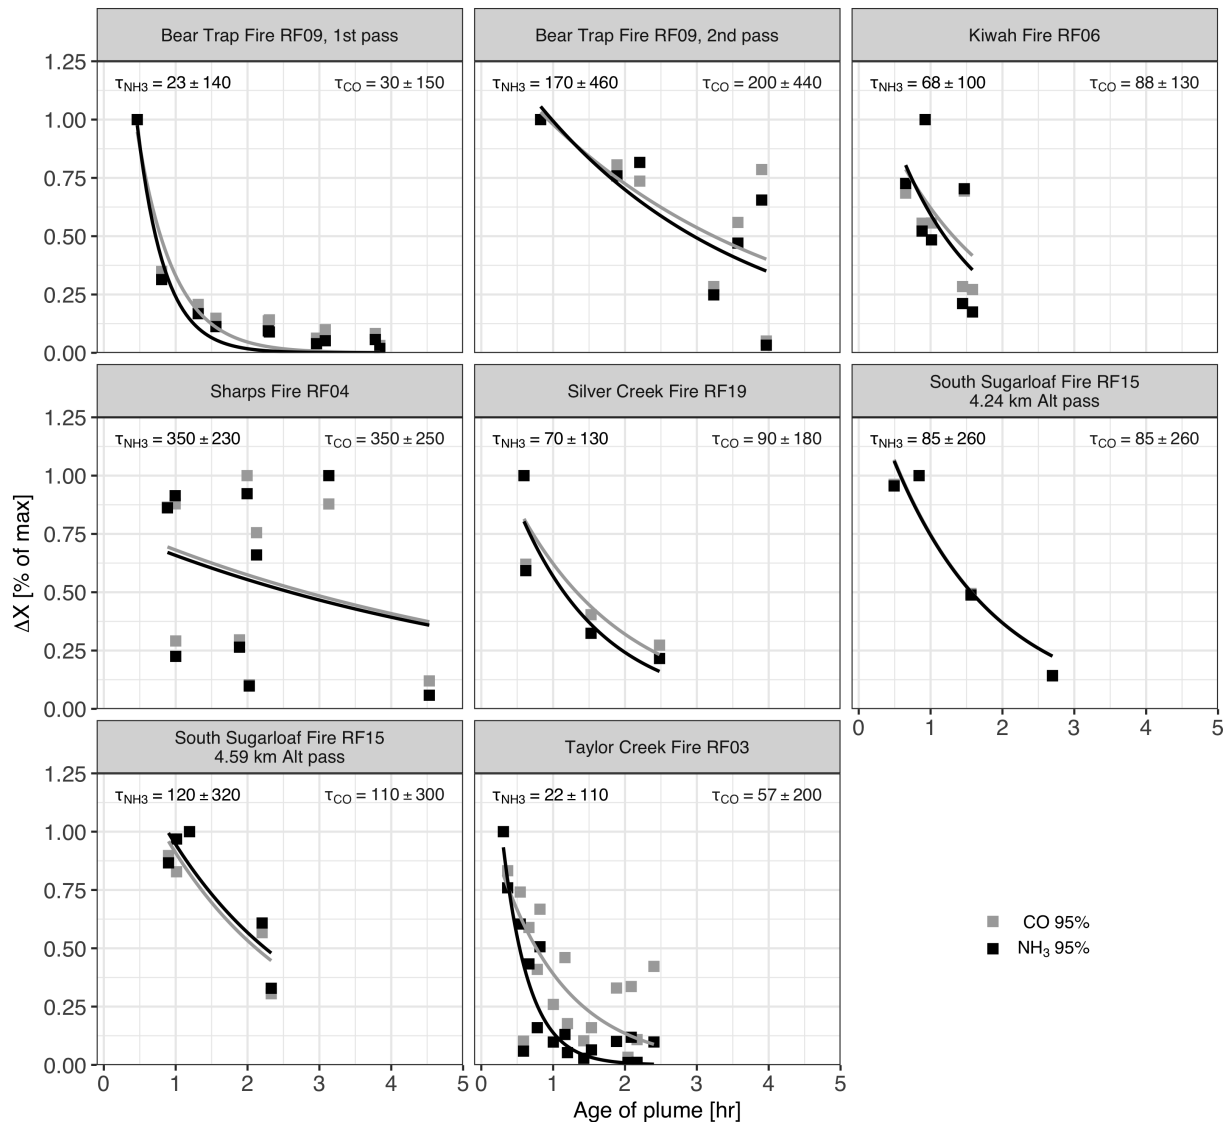 Bear Trap Fire RF09, 1st pass
Bear Trap Fire RF09, 2nd pass
Kiwah Fire RF06
τNH3 = 23 ± 140
τCO = 30 ± 150
τNH3 = 170 ± 460
τCO = 200 ± 440
τNH3 = 68 ± 100
τCO = 88 ± 130
1.25
1.00
0.75
0.50
0.25
0.00
Sharps Fire RF04
Silver Creek Fire RF19
South Sugarloaf Fire RF15
4.24 km Alt pass
τNH3 = 350 ± 230
τCO = 350 ± 250
τNH3 = 70 ± 130
τCO = 90 ± 180
τNH3 = 85 ± 260
τCO = 85 ± 260
1.25
1.00
0.75
0.50
0.25
0.00
0 1 2 3 4 5
ΔX [% of max]
South Sugarloaf Fire RF15
4.59 km Alt pass
Taylor Creek Fire RF03
τNH3 = 120 ± 320
τCO = 110 ± 300
τNH3 = 22 ± 110
τCO = 57 ± 200
1.25
1.00
0.75
0.50
0.25
0.00
0 1 2 3 4 5
0 1 2 3 4 5
Age of plume [hr]
CO 95%
NH3 95%